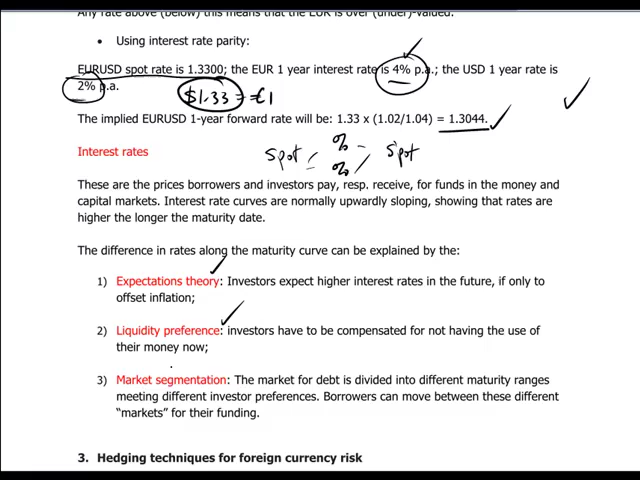 Any rate above (below) this means that the EUR is over (under)-valued.
• Using interest rate parity:
EURUSD spot rate is 1.3300; the EUR 1 year interest rate is 4% p.a.; the USD 1 year rate is
2% p.a.
$1.33 = €1
The implied EURUSD 1-year forward rate will be: 1.33 x (1.02/1.04) = 1.3044.
Interest rates
Spot % % Spot
These are the prices borrowers and investors pay, resp. receive, for funds in the money and
capital markets. Interest rate curves are normally upwardly sloping, showing that rates are
higher the longer the maturity date.
The difference in rates along the maturity curve can be explained by the:
1) Expectations theory: Investors expect higher interest rates in the future, if only to
offset inflation;
2) Liquidity preference: investors have to be compensated for not having the use of
their money now;
3) Market segmentation: The market for debt is divided into different maturity ranges
meeting different investor preferences. Borrowers can move between these different
“markets” for their funding.
3. Hedging techniques for foreign currency risk